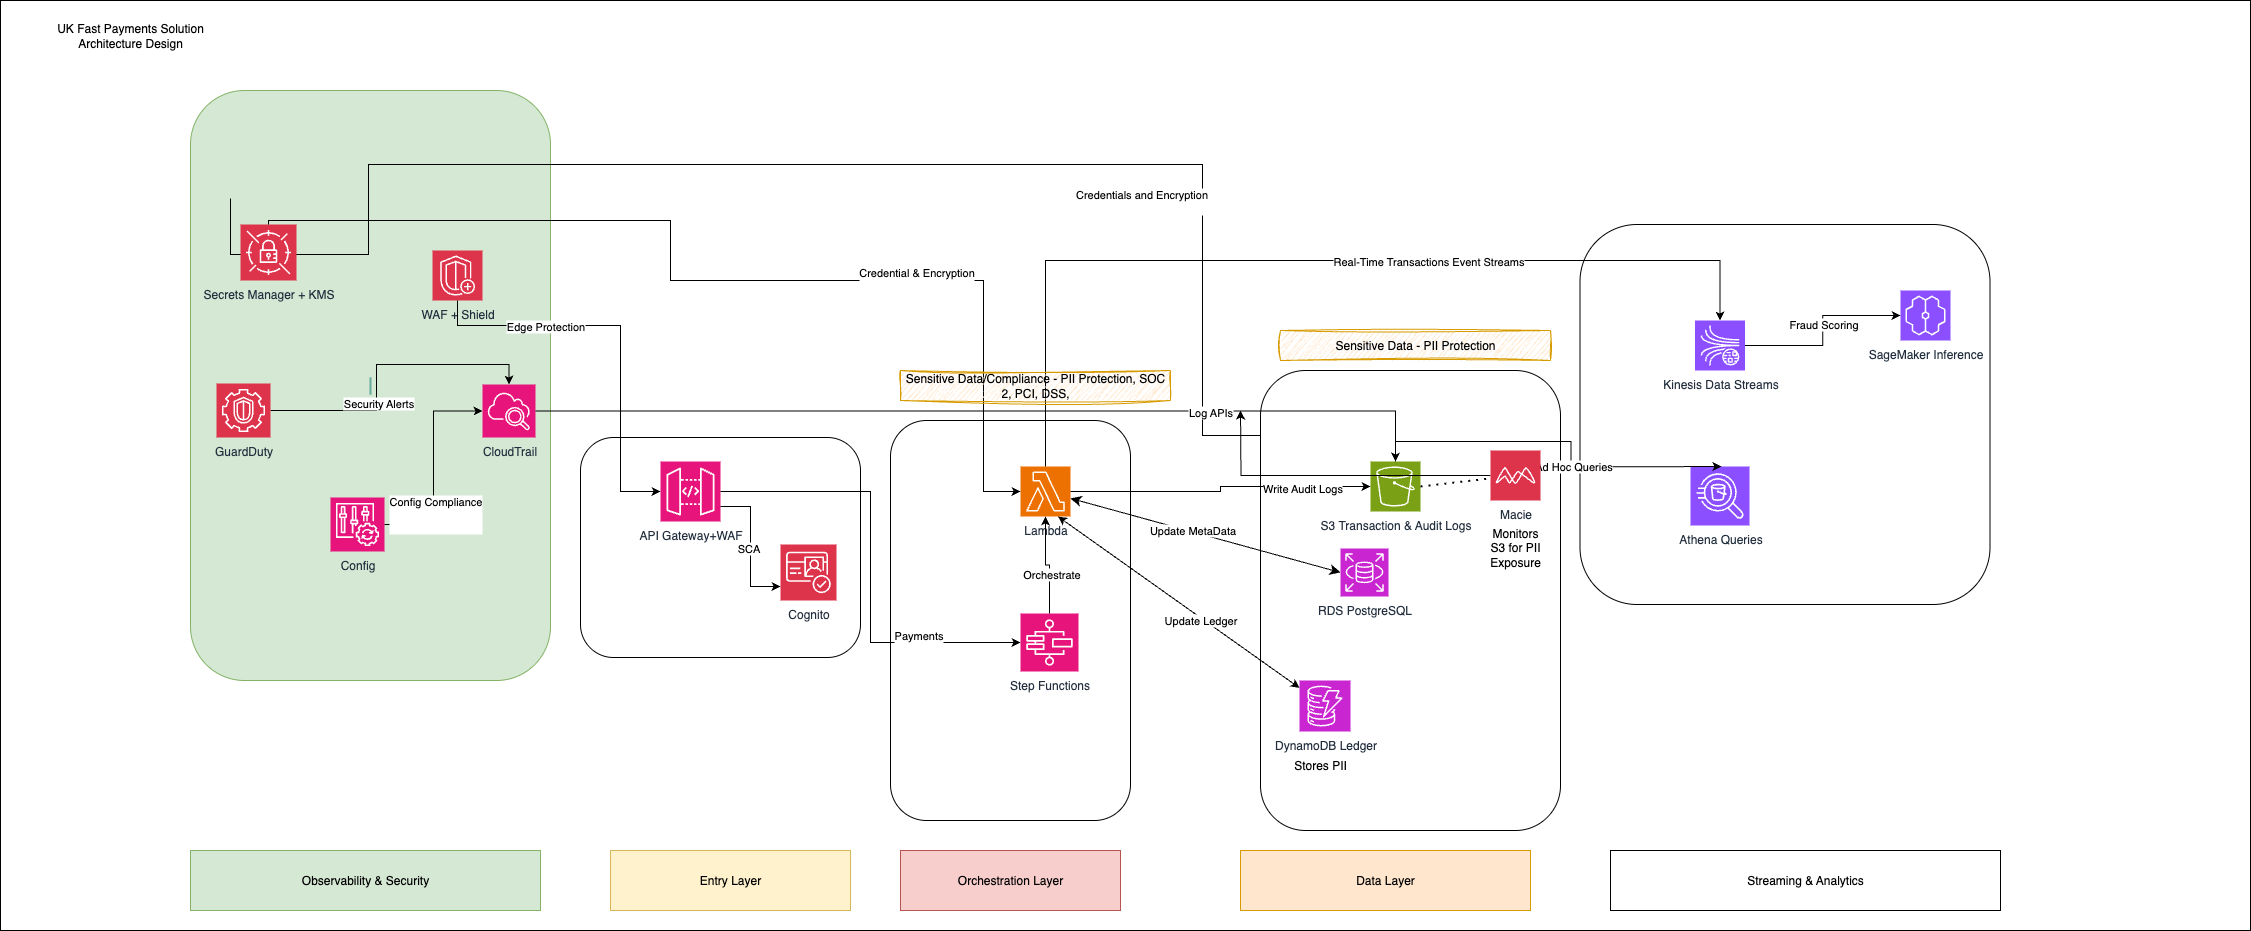 UK Fast Payments Solution
Architecture Design
Credentials and Encryption
Credential & Encryption
Secrets Manager + KMS
WAF + Shield
Edge Protection
Security Alerts
GuardDuty
CloudTrail
Config Compliance
Config
API Gateway+WAF
SCA
Cognito
Payments
Sensitive Data/Compliance - PII Protection, SOC
2, PCI, DSS,
Lambda
Orchestrate
Step Functions
Real-Time Transactions Event Streams
Sensitive Data - PII Protection
Log APIs
Write Audit Logs
S3 Transaction & Audit Logs
Macie
Monitors
S3 for PII
Exposure
Update MetaData
RDS PostgreSQL
Update Ledger
DynamoDB Ledger
Stores PII
Fraud Scoring
SageMaker Inference
Kinesis Data Streams
Ad Hoc Queries
Athena Queries
Observability & Security
Entry Layer
Orchestration Layer
Data Layer
Streaming & Analytics